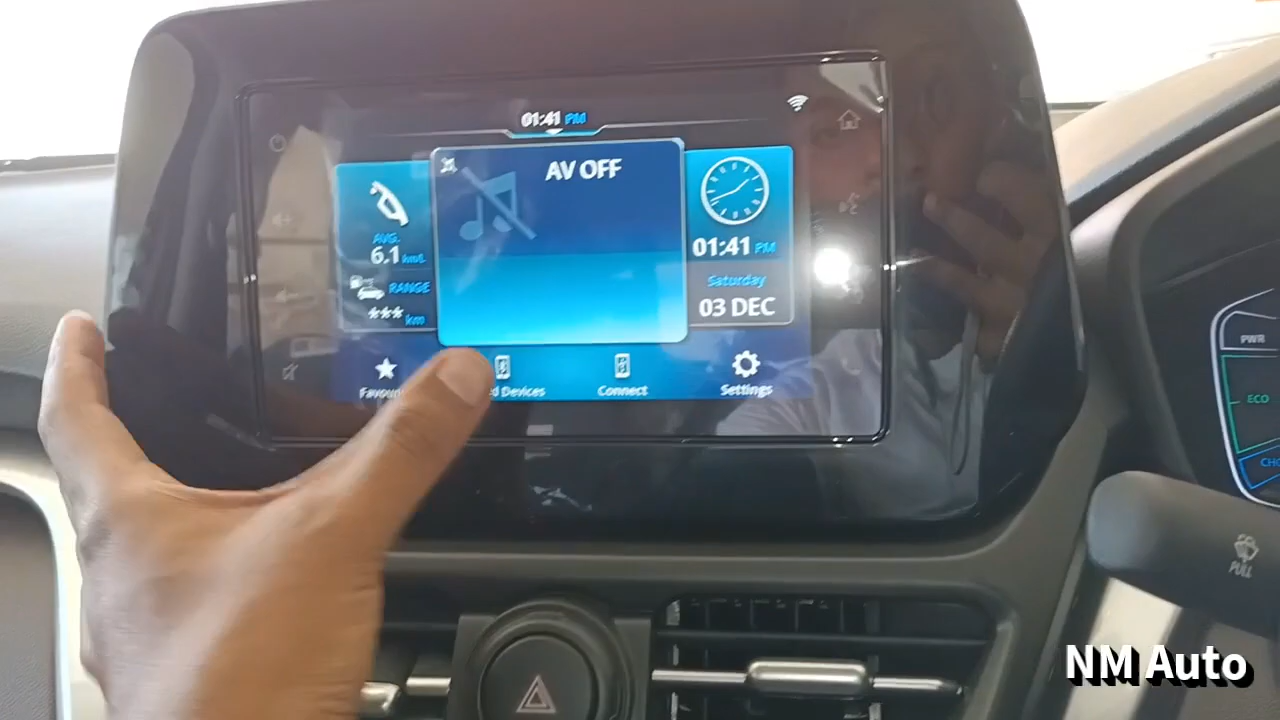 01:41 PM
AV OFF
AVG.
6.1 km/L
RANGE
*** km
01:41 PM
Saturday
03 DEC
Devices
Connect
Settings
PWR
ECO
PULL
NM Auto